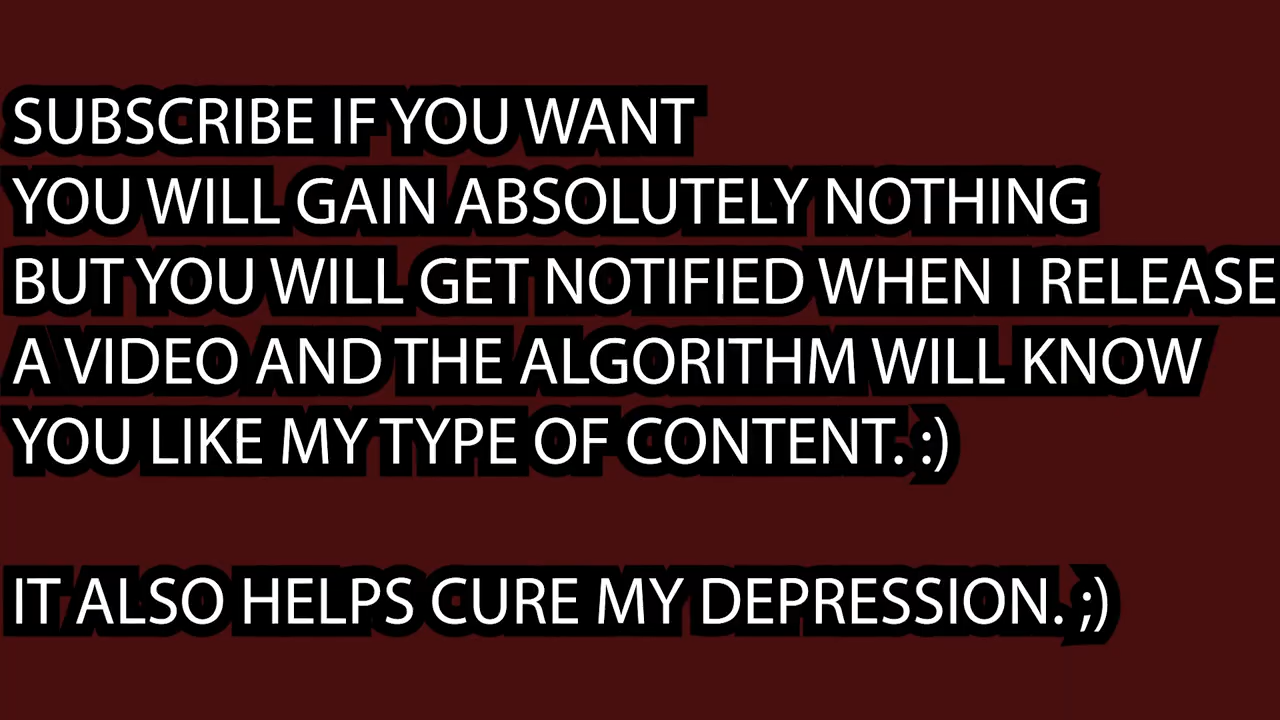 SUBSCRIBE IF YOU WANT
YOU WILL GAIN ABSOLUTELY NOTHING
BUT YOU WILL GET NOTIFIED WHEN I RELEASE
A VIDEO AND THE ALGORITHM WILL KNOW
YOU LIKE MY TYPE OF CONTENT. :)
IT ALSO HELPS CURE MY DEPRESSION. ;)